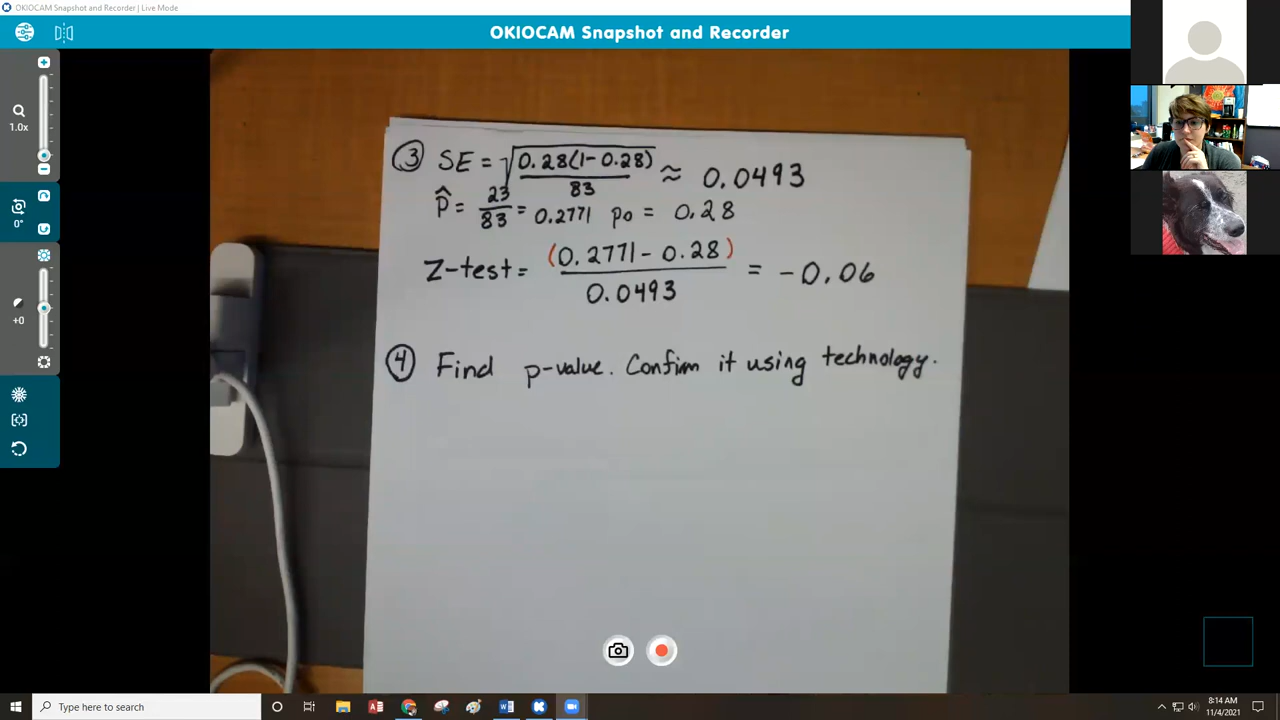 OKIOCAM Snapshot and Recorder | Live Mode
OKIOCAM Snapshot and Recorder
1.0x
0°
+0
③ SE = √(0.28(1-0.28)/83) ≈ 0.0493
p̂ = 23/83 = 0.2771 po = 0.28
Z-test = (0.2771 - 0.28)/0.0493 = -0.06
④ Find p-value. Confirm it using technology.
Type here to search
8:14 AM
11/4/2021